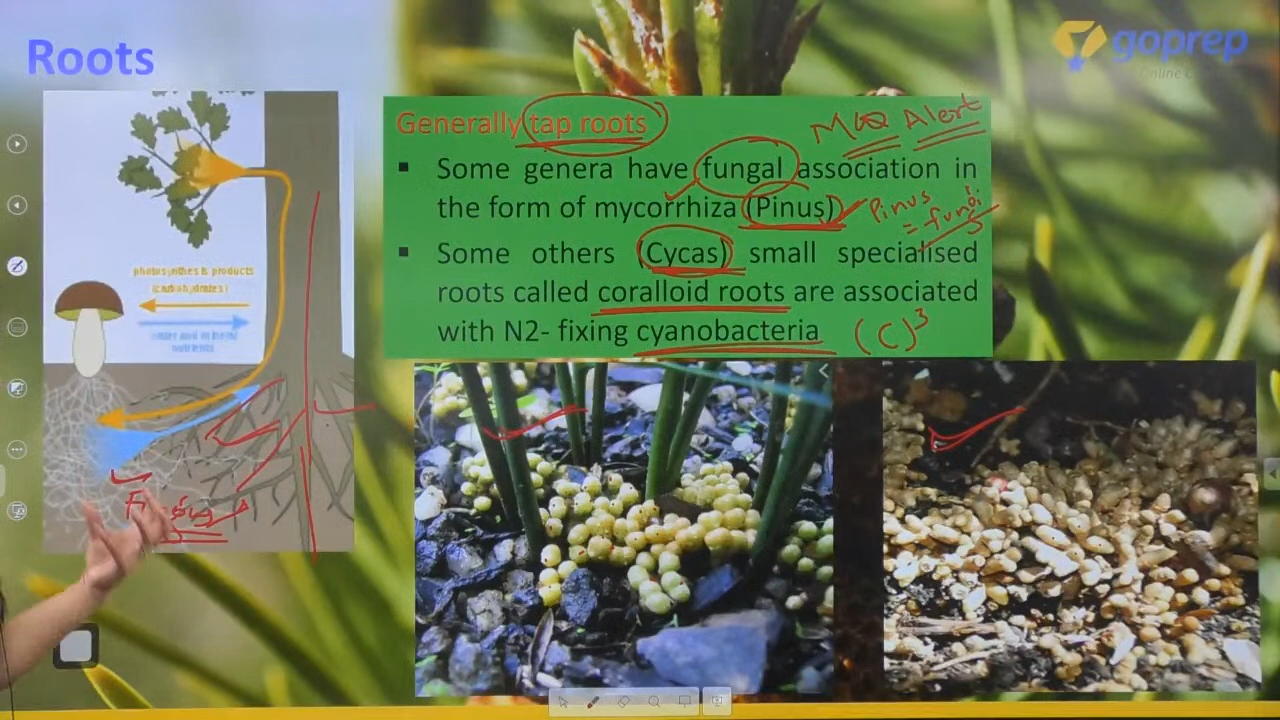 Roots
goprep
Generally tap roots
MCQ Alert
▪ Some genera have fungal association in
the form of mycorrhiza (Pinus)
Pinus
= fungi
▪ Some others (Cycas) small specialised
roots called coralloid roots are associated
with N2- fixing cyanobacteria
(C)³
photosynthesis products
(carbohydrates)
nutrients